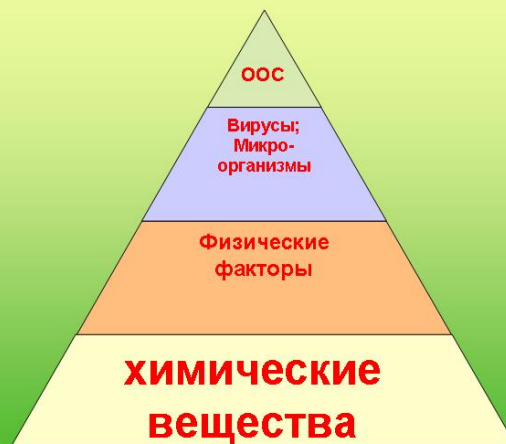 ООС
Вирусы;
Микро-
организмы
Физические
факторы
химические
вещества